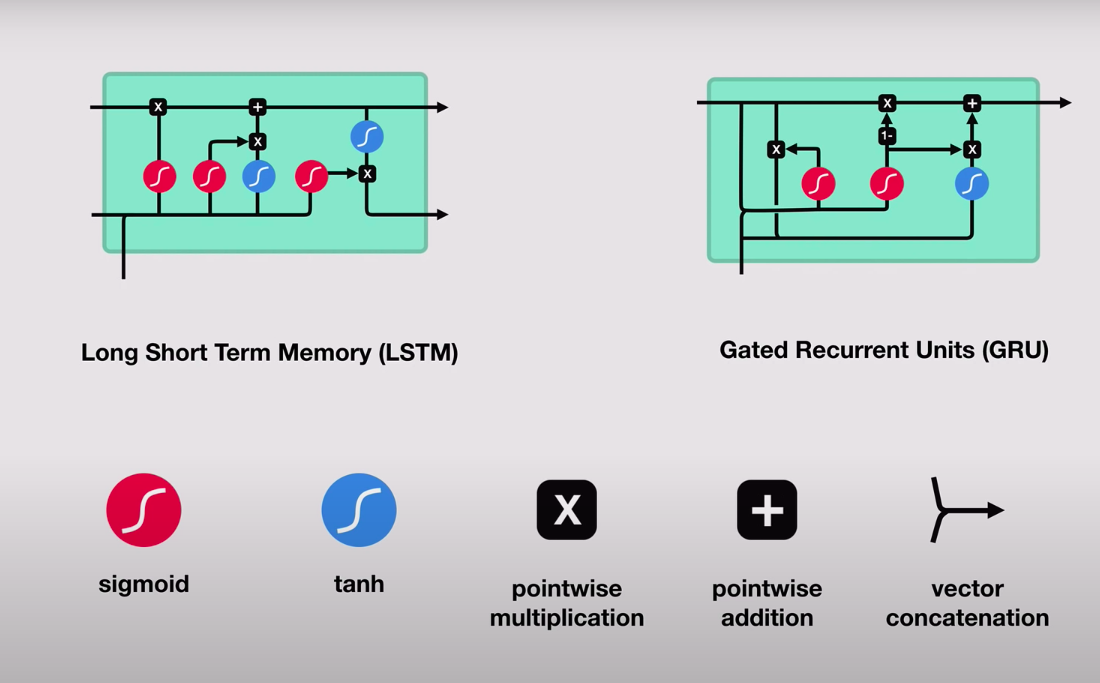 x
+
x
x
x
+
1-
x
x
Long Short Term Memory (LSTM)
Gated Recurrent Units (GRU)
X
+
sigmoid
tanh
pointwise
multiplication
pointwise
addition
vector
concatenation